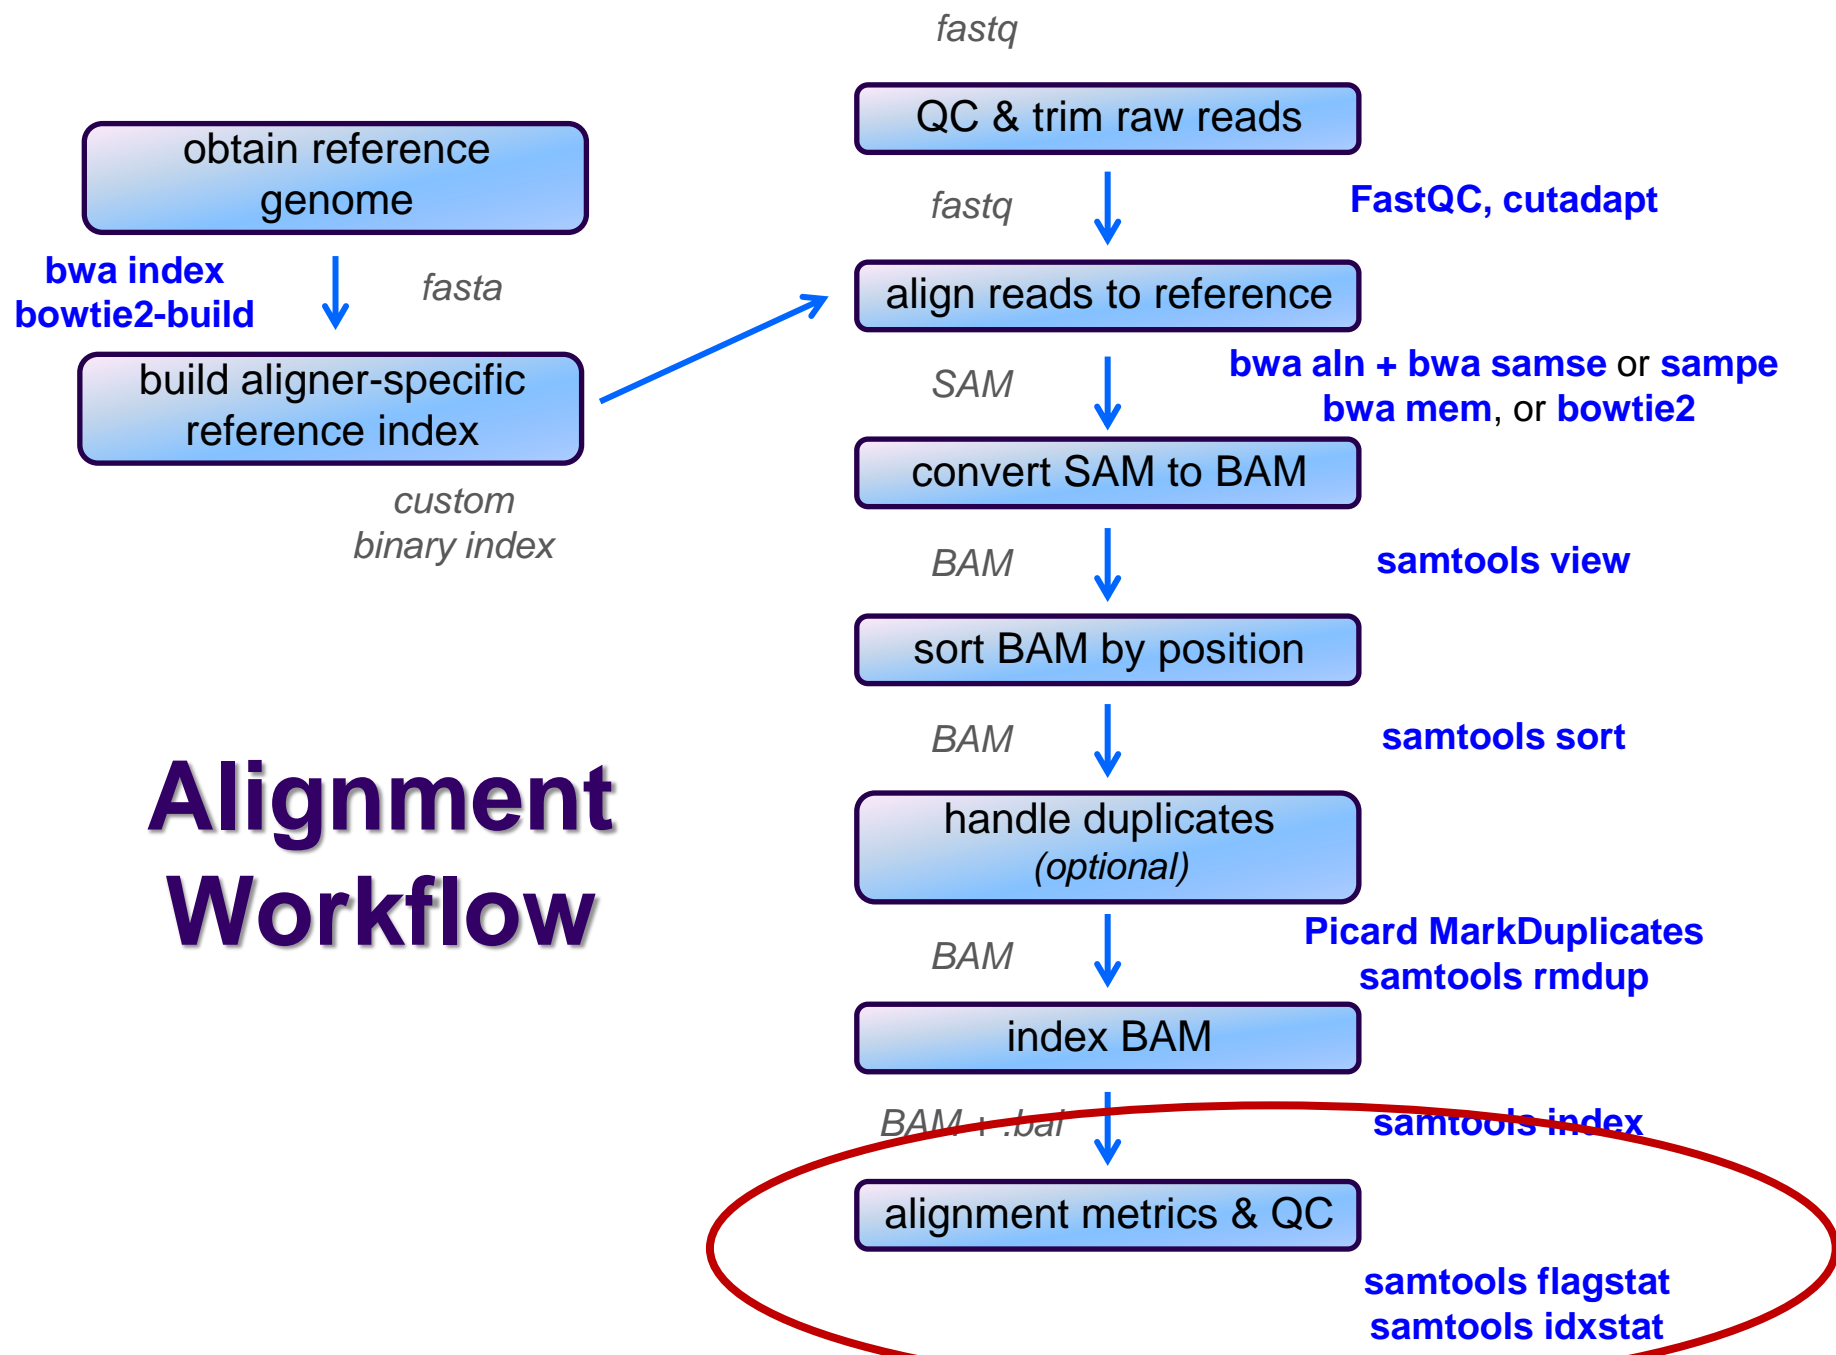 fastq
QC & trim raw reads
obtain reference
genome
fastq
FastQC, cutadapt
bwa index
bowtie2-build
fasta
align reads to reference
build aligner-specific
reference index
SAM
bwa aln + bwa samse or sampe
bwa mem, or bowtie2
convert SAM to BAM
custom
binary index
BAM
samtools view
sort BAM by position
BAM
samtools sort
Alignment
Workflow
handle duplicates
(optional)
BAM
Picard MarkDuplicates
samtools rmdup
index BAM
BAM + .bai
samtools index
alignment metrics & QC
samtools flagstat
samtools idxstat